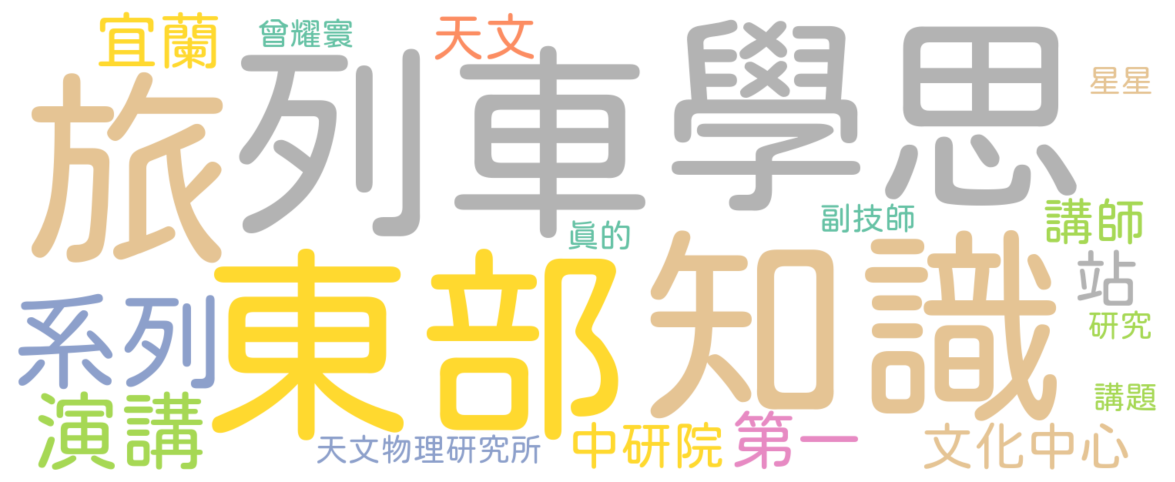 宜蘭
曾耀寰
天文
星星
旅
列車
學思
副技師
講師
真的
站
東部
知識
系列
研究
演講
講題
天文物理研究所
中研院
第一
文化中心